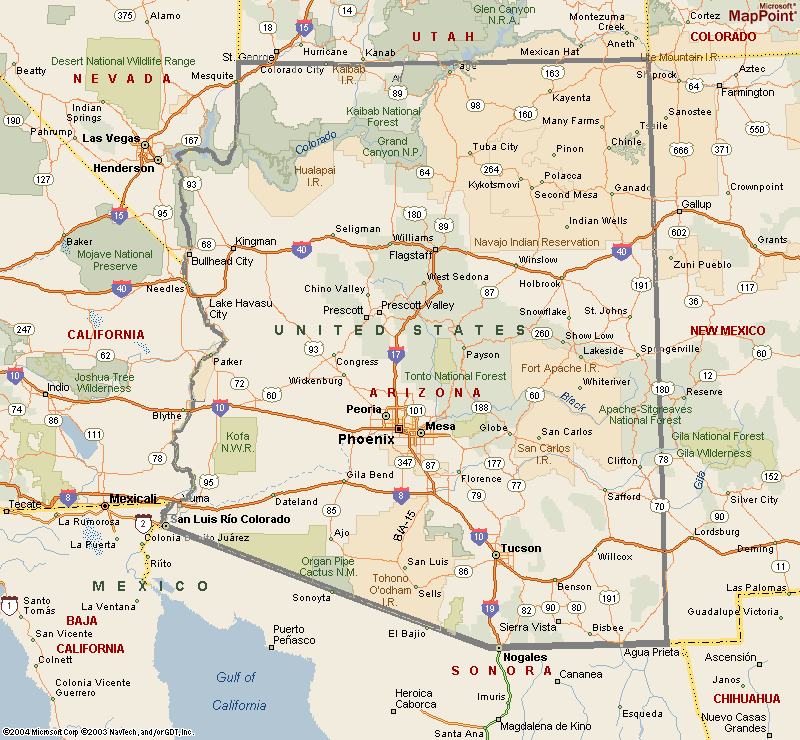 Microsoft®
MapPoint®
375
Alamo
14
15
Hurricane
St. George
UTAH
Kanab
Glen Canyon
N.R.A.
Montezuma
Creek
Cortez
160
Aneth
COLORADO
Mexican Hat
Beatty
Desert National Wildlife Range
NEVADA
Mesquite
Colorado City
Kaibab
I.R.
Page
89
163
Ute Mountain I.R.
Shiprock
Aztec
64
Farmington
Kayenta
98
160
Many Farms
Sanostee
Tsaile
550
190
Indian
Springs
Pahrump
Las Vegas
Henderson
167
Colorado
Kaibab National
Forest
Grand
Canyon N.P.
Tuba City
Pinon
Chinle
666
371
127
95
93
Hualapai
I.R.
64
264
Kykotsmovi
Polacca
Second Mesa
Ganado
Crownpoint
15
95
180
89
Indian Wells
Gallup
602
Baker
Mojave National
Preserve
68
Kingman
Bullhead City
Seligman
40
Williams
Flagstaff
Navajo Indian Reservation
40
Grants
Winslow
Zuni Pueblo
40
Needles
West Sedona
Holbrook
87
36
117
Lake Havasu
City
Chino Valley
Prescott
Prescott Valley
Snowflake
St. Johns
247
CALIFORNIA
UNITED STATES
260
Show Low
NEW MEXICO
62
Parker
93
17
Congress
Payson
Lakeside
Springerville
60
10
Joshua Tree
Wilderness
Indio
72
60
Wickenburg
Tonto National Forest
Fort Apache I.R.
Whiteriver
180
12
Reserve
74
86
111
Blythe
10
ARIZONA
Peoria
101
188
Black
Apache-Sitgreaves
National Forest
Phoenix
Mesa
Globe
San Carlos
Gila National Forest
Gila Wilderness
Kofa
N.W.R.
78
San Carlos
I.R.
347
87
177
Clifton
Gila
52
95
Gila Bend
Florence
79
Safford
70
Silver City
8
Mexicali
Yuma
Dateland
8
77
90
Tecate
La Rumorosa
2
San Luis Río Colorado
85
Ajo
BIA-15
10
Lordsburg
La Puerta
Colonia Benito Juárez
Riíto
Tucson
Deming
11
Organ Pipe
Cactus N.M.
Tohono
O'odham
I.R.
San Luis
86
Willcox
MEXICO
Sells
Benson
191
Las Palomas
1
Santo
Tomás
La Ventana
Sonoyta
19
82
90
80
Guadalupe Victoria
BAJA
CALIFORNIA
San Vicente
Colnett
Puerto
Peñasco
El Bajio
Sierra Vista
Bisbee
Nogales
Agua Prieta
Ascensión
SONORA
Cananea
Janos
CHIHUAHUA
Colonia Vicente
Guerrero
Gulf of
California
Heroica
Caborca
Imuris
Esqueda
Nuevo Casas
Grandes
Magdalena de Kino
Santa Ana
©2004 Microsoft Corp ©2003 NavTech, and/or GDT, Inc.